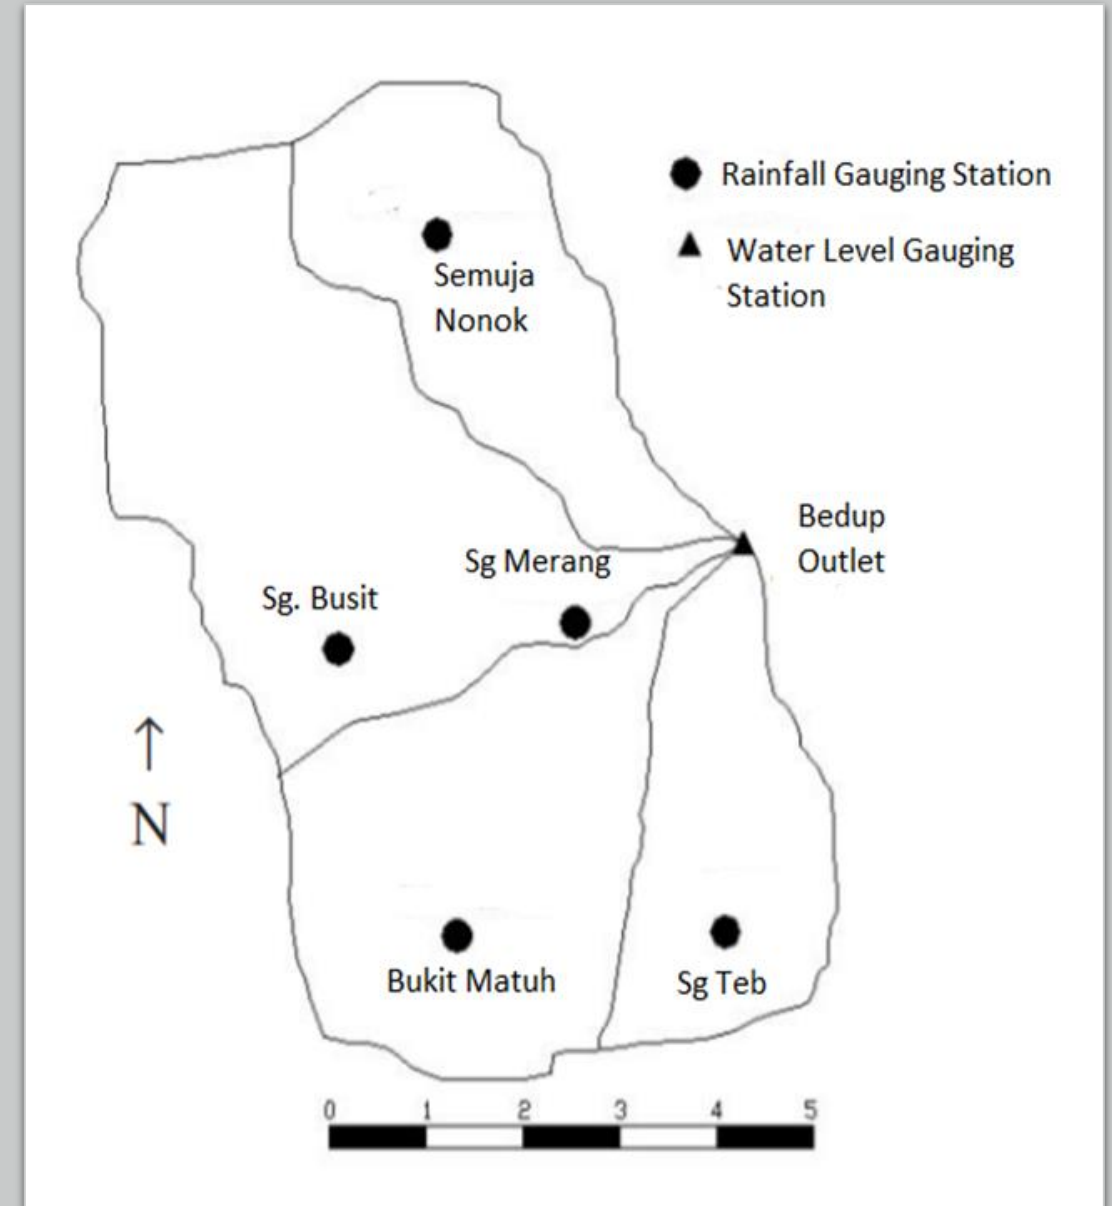 Rainfall Gauging Station
Water Level Gauging
Station
Semuja
Nonok
Bedup
Outlet
Sg Merang
Sg. Busit
↑
N
Bukit Matuh
Sg Teb
0 1 2 3 4 5